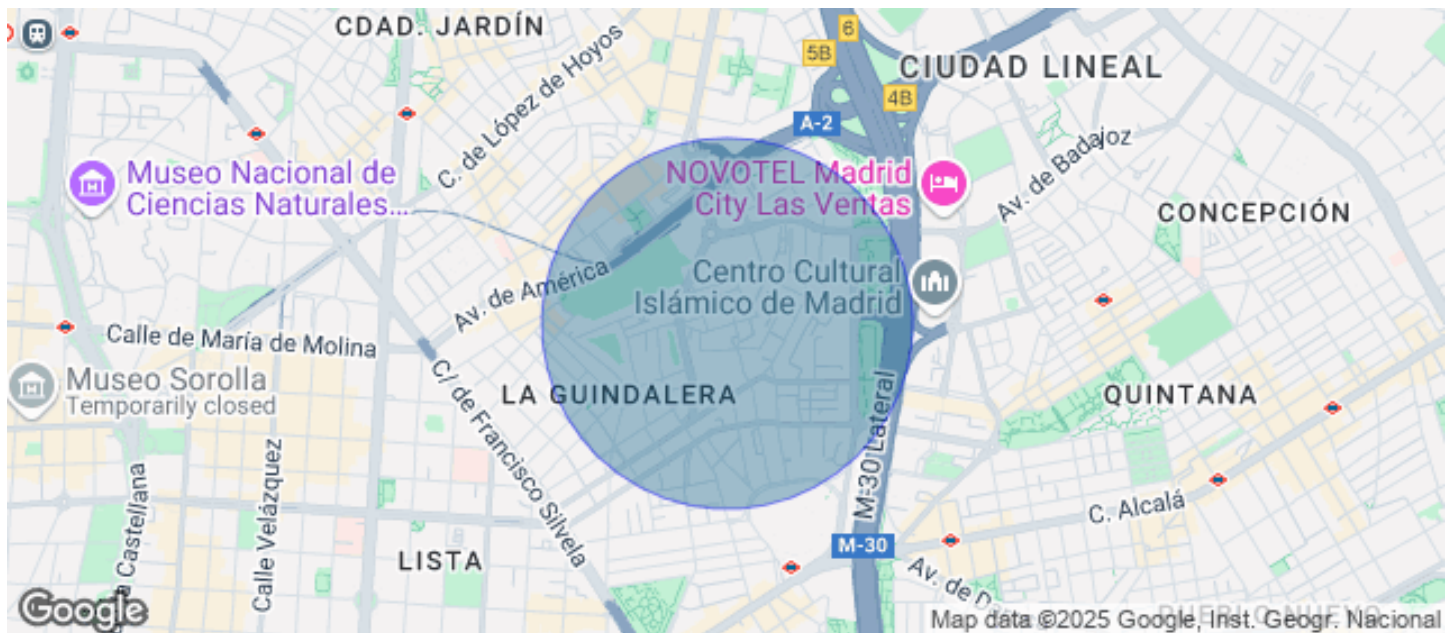 CDAD. JARDÍN
6
5B
4B
CIUDAD LINEAL
A-2
C. de López de Hoyos
Av. de Badajoz
Museo Nacional de
Ciencias Naturales...
NOVOTEL Madrid
City Las Ventas
CONCEPCIÓN
Av. de América
Centro Cultural
Islámico de Madrid
Calle de María de Molina
Museo Sorolla
Temporarily closed
LA GUINDALERA
QUINTANA
C/ de Francisco Silvela
M-30 Lateral
Calle Velázquez
Castellana
C. Alcalá
LISTA
M-30
Av. de
Google
Map data ©2025 Google, Inst. Geogr. Nacional